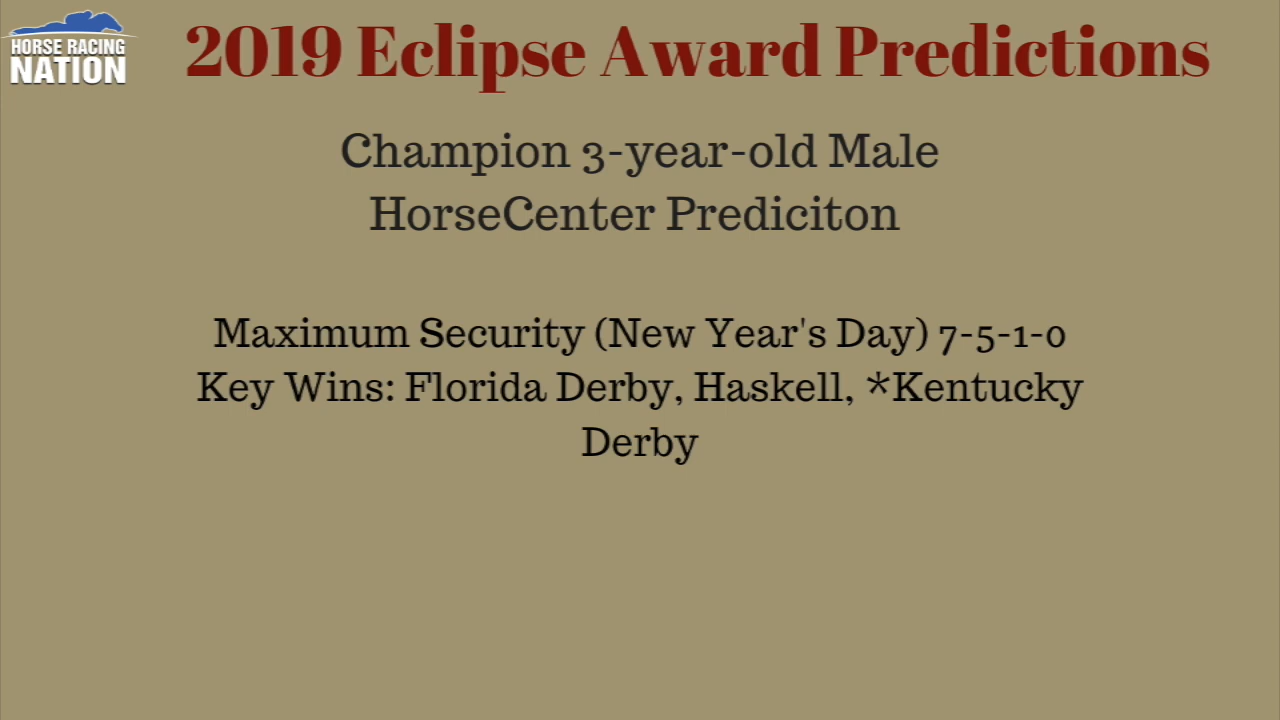 HORSE RACING
NATION
2019 Eclipse Award Predictions
Champion 3-year-old Male
HorseCenter Prediciton
Maximum Security (New Year's Day) 7-5-1-0
Key Wins: Florida Derby, Haskell, *Kentucky
Derby